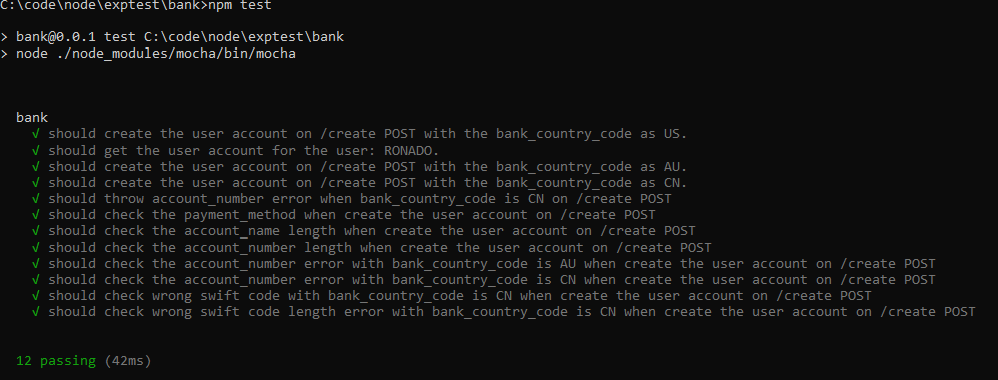 C:\code\node\exptest\bank>npm test
> bank@0.0.1 test C:\code\node\exptest\bank
> node ./node_modules/mocha/bin/mocha
bank
√ should create the user account on /create POST with the bank_country_code as US.
√ should get the user account for the user: RONADO.
√ should create the user account on /create POST with the bank_country_code as AU.
√ should create the user account on /create POST with the bank_country_code as CN.
√ should throw account_number error when bank_country_code is CN on /create POST
√ should check the payment_method when create the user account on /create POST
√ should check the account_name length when create the user account on /create POST
√ should check the account_number length when create the user account on /create POST
√ should check the account_number error with bank_country_code is AU when create the user account on /create POST
√ should check the account_number error with bank_country_code is CN when create the user account on /create POST
√ should check wrong swift code with bank_country_code is CN when create the user account on /create POST
√ should check wrong swift code length error with bank_country_code is CN when create the user account on /create POST
12 passing (42ms)